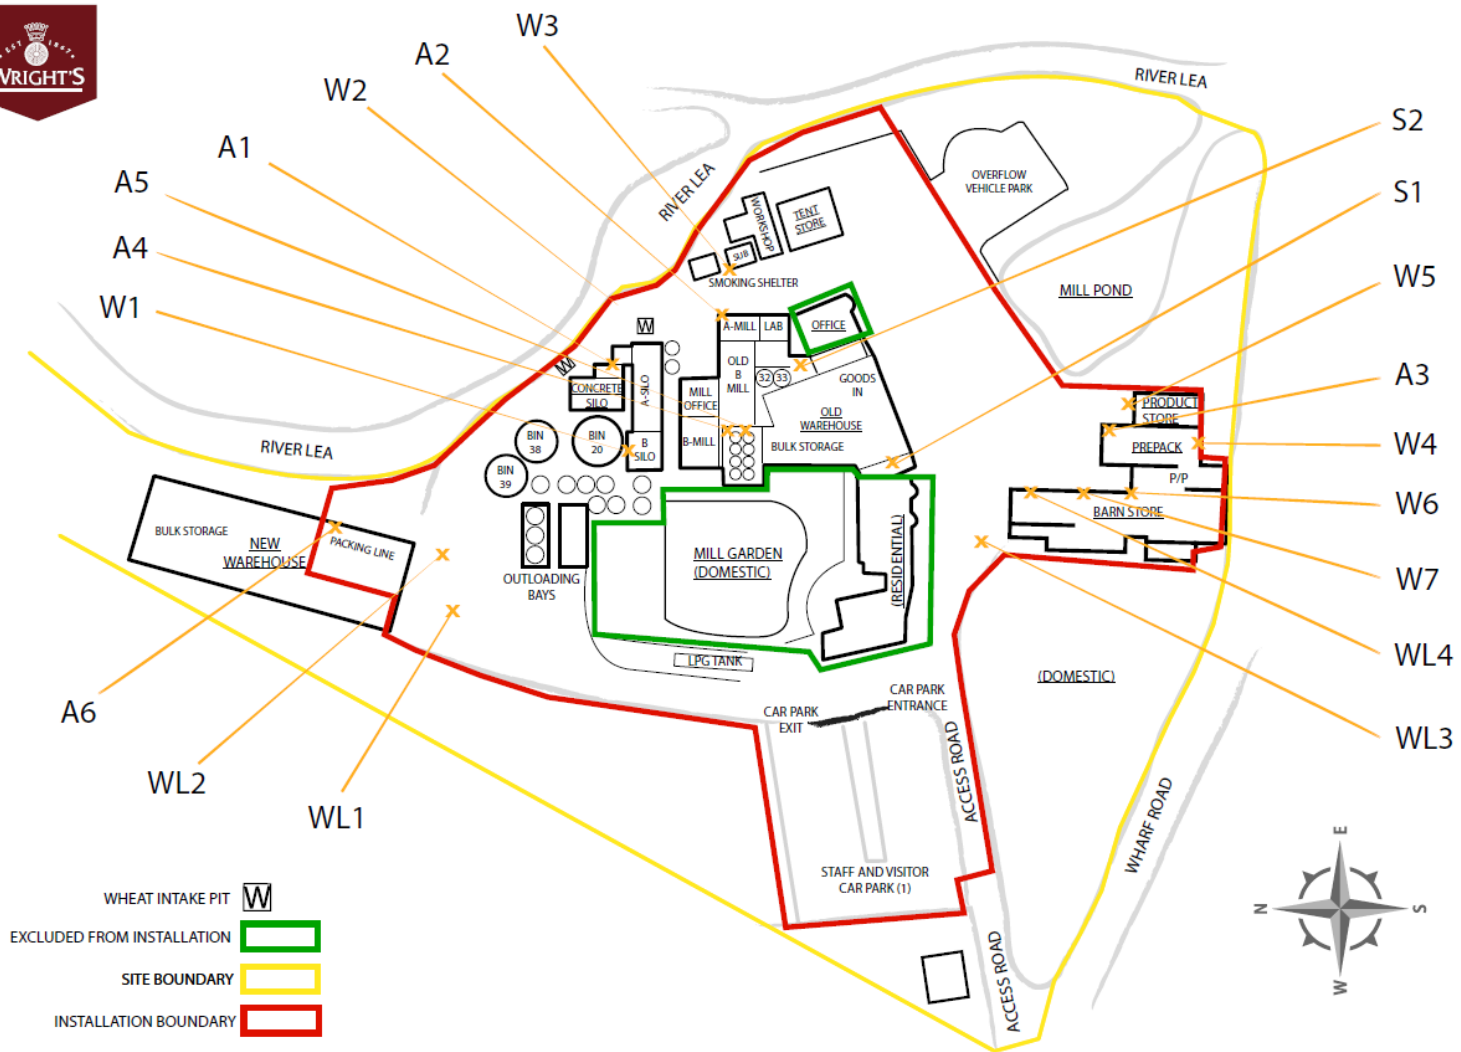 EST 1867
WRIGHT'S
W3
A2
W2
A1
A5
A4
W1
S2
S1
W5
A3
W4
W6
W7
WL4
WL3
A6
WL2
WL1
RIVER LEA
RIVER LEA
RIVER LEA
OVERFLOW
VEHICLE PARK
WORKSHOP
TENT
STORE
SUB
SMOKING SHELTER
MILL POND
OFFICE
A-MILL
LAB
OLD
B
MILL
32
33
GOODS
IN
OLD
WAREHOUSE
BULK STORAGE
MILL
OFFICE
B-MILL
W
W
CONCRETE
SILO
A-SILO
B
SILO
BIN
38
BIN
20
BIN
39
PRODUCT
STORE
PREPACK
P/P
BARN STORE
BULK STORAGE
NEW
WAREHOUSE
PACKING LINE
OUTLOADING
BAYS
MILL GARDEN
(DOMESTIC)
(RESIDENTIAL)
LPG TANK
(DOMESTIC)
CAR PARK
EXIT
CAR PARK
ENTRANCE
ACCESS ROAD
WHARF ROAD
STAFF AND VISITOR
CAR PARK (1)
ACCESS ROAD
E
N
S
W
WHEAT INTAKE PIT W
EXCLUDED FROM INSTALLATION
SITE BOUNDARY
INSTALLATION BOUNDARY